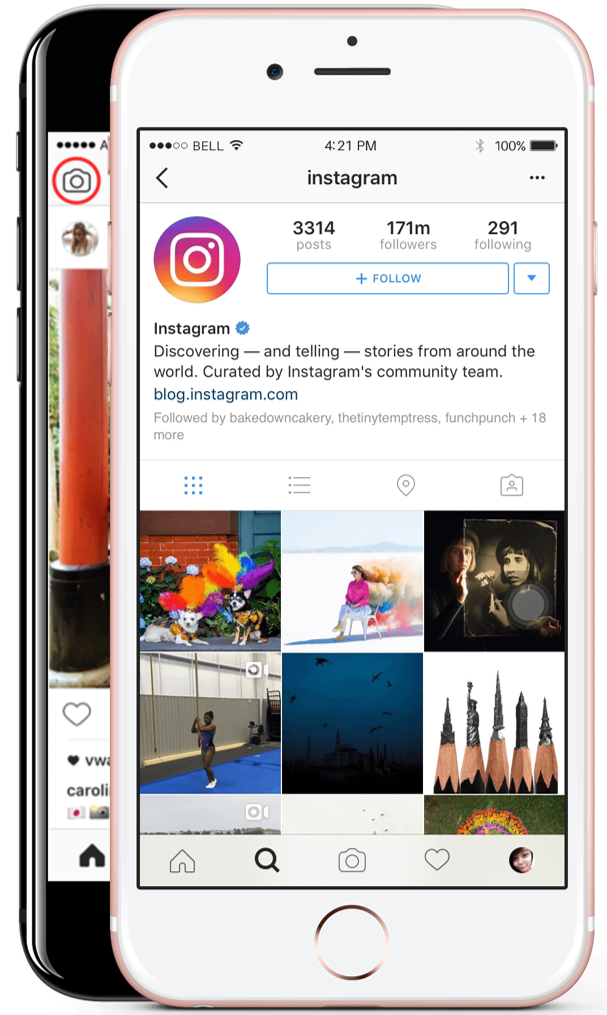 BELL 4:21 PM 100%
instagram
3314 171m 291
posts followers following
+ FOLLOW
Instagram
Discovering — and telling — stories from around the
world. Curated by Instagram's community team.
blog.instagram.com
Followed by bakedowncakery, thetinytemptress, funchpunch + 18
more
A
vwa
caroli